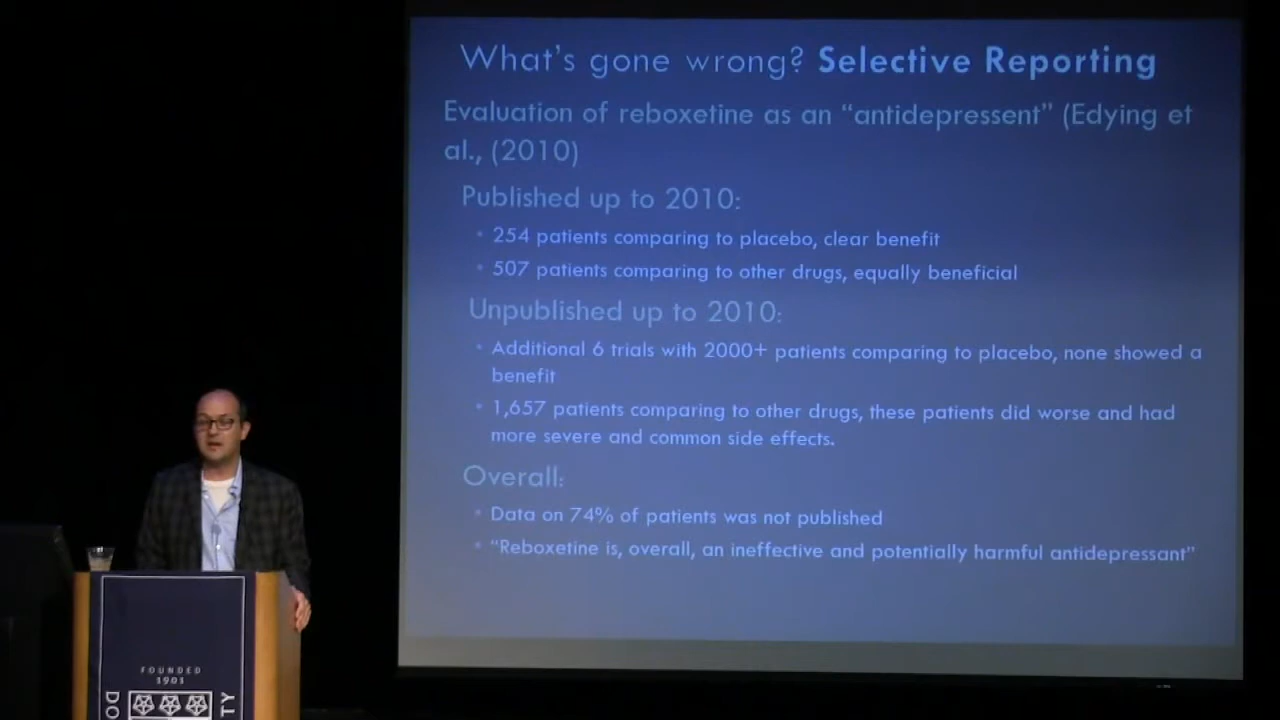 What's gone wrong? Selective Reporting
Evaluation of reboxetine as an “antidepressent” (Edying et
al., (2010)
Published up to 2010:
• 254 patients comparing to placebo, clear benefit
• 507 patients comparing to other drugs, equally beneficial
Unpublished up to 2010:
• Additional 6 trials with 2000+ patients comparing to placebo, none showed a
benefit
• 1,657 patients comparing to other drugs, these patients did worse and had
more severe and common side effects.
Overall:
• Data on 74% of patients was not published
• “Reboxetine is, overall, an ineffective and potentially harmful antidepressant”
FOUNDED
1901
DO
TY